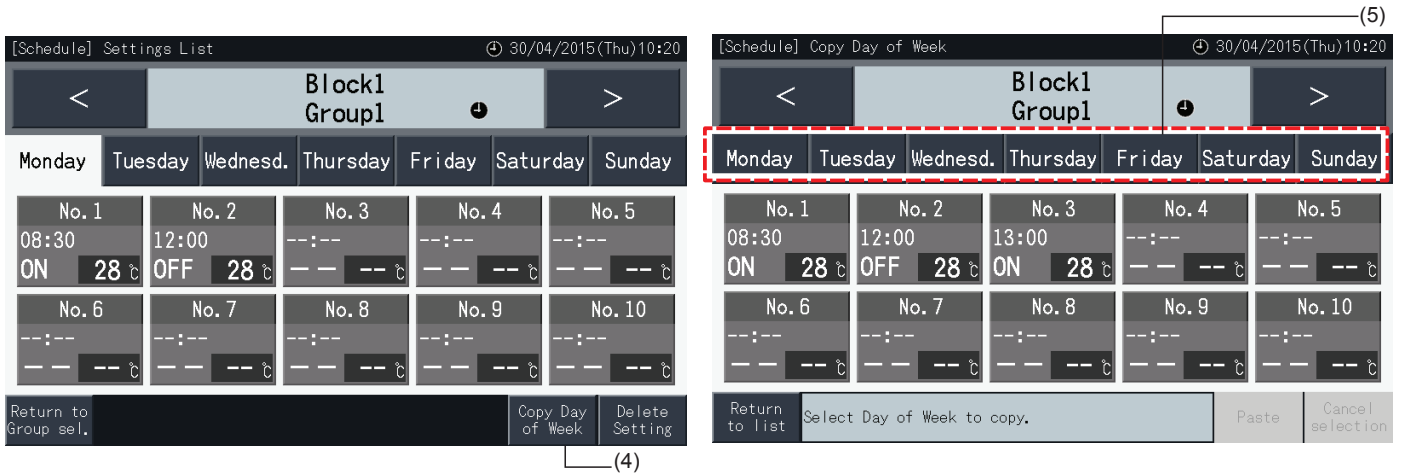 (5)
[Schedule] Settings List 30/04/2015(Thu)10:20
< Block1 >
Group1
Monday Tuesday Wednesd. Thursday Friday Saturday Sunday
No. 1 No. 2 No. 3 No. 4 No. 5
08:30 12:00 --:-- --:-- --:--
ON 28 ℃ OFF 28 ℃ — — -- ℃ — — -- ℃ — — -- ℃
No. 6 No. 7 No. 8 No. 9 No. 10
--:-- --:-- --:-- --:-- --:--
— — -- ℃ — — -- ℃ — — -- ℃ — — -- ℃ — — -- ℃
Return to Copy Day Delete
Group sel. of Week Setting
(4)
[Schedule] Copy Day of Week 30/04/2015(Thu)10:20
< Block1 >
Group1
Monday Tuesday Wednesd. Thursday Friday Saturday Sunday
No. 1 No. 2 No. 3 No. 4 No. 5
08:30 12:00 13:00 --:-- --:--
ON 28 ℃ OFF 28 ℃ ON 28 ℃ — — -- ℃ — — -- ℃
No. 6 No. 7 No. 8 No. 9 No. 10
--:-- --:-- --:-- --:-- --:--
— — -- ℃ — — -- ℃ — — -- ℃ — — -- ℃ — — -- ℃
Return Select Day of Week to copy. Paste Cancel
to list selection